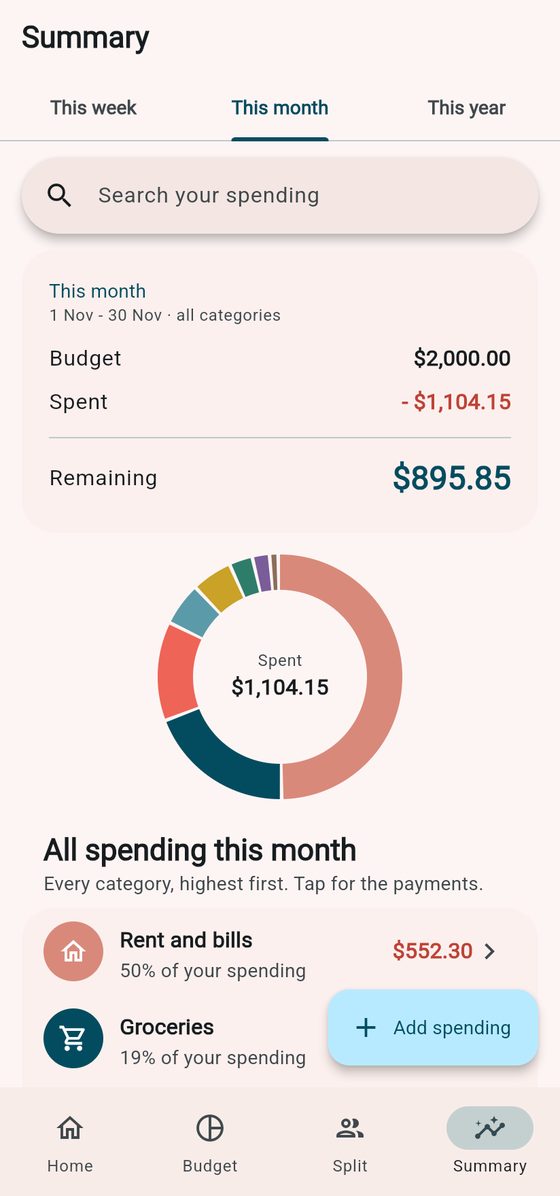 Summary
This week
This month
This year
Search your spending
This month
1 Nov - 30 Nov · all categories
Budget $2,000.00
Spent - $1,104.15
Remaining $895.85
Spent
$1,104.15
All spending this month
Every category, highest first. Tap for the payments.
Rent and bills
50% of your spending
$552.30
Groceries
19% of your spending
Add spending
Home
Budget
Split
Summary